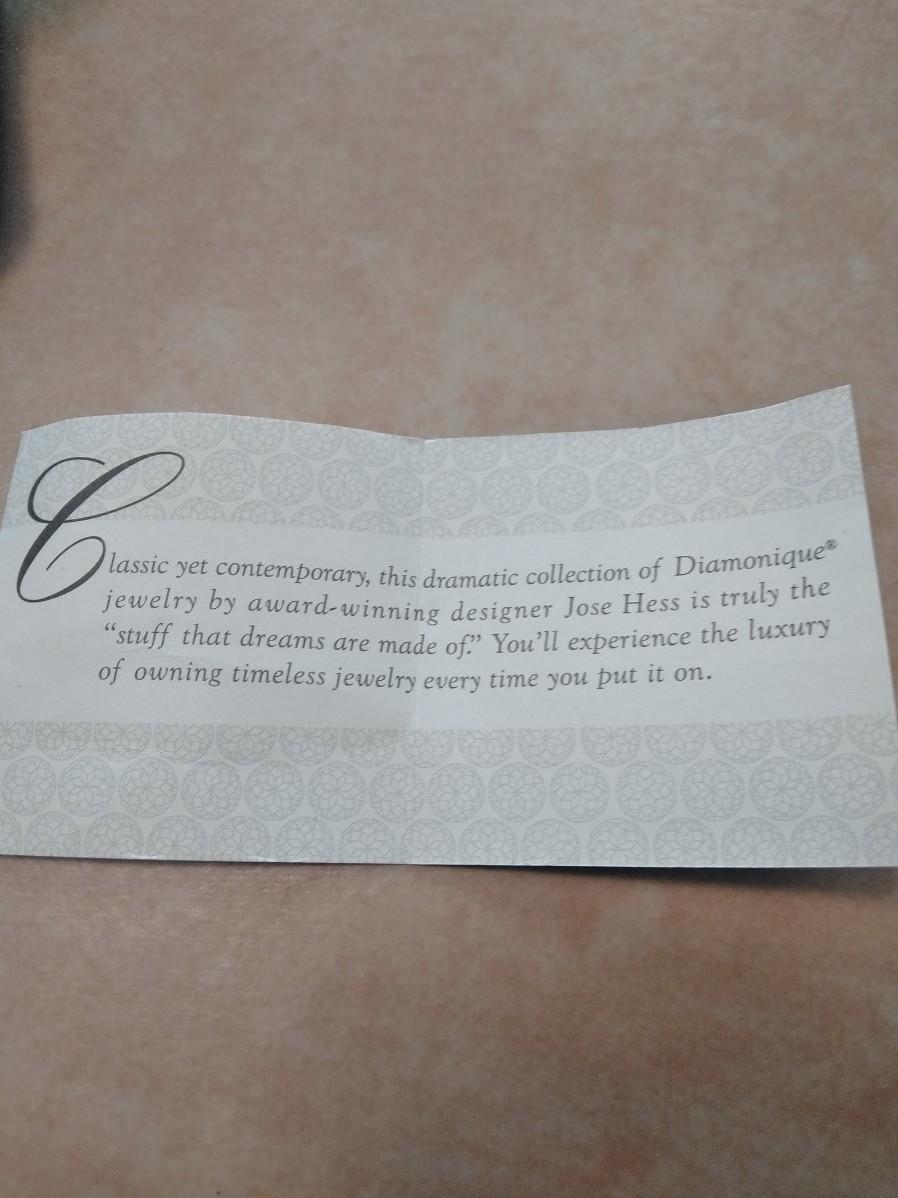 Classic yet contemporary, this dramatic collection of Diamonique®
jewelry by award-winning designer Jose Hess is truly the
“stuff that dreams are made of.” You’ll experience the luxury
of owning timeless jewelry every time you put it on.